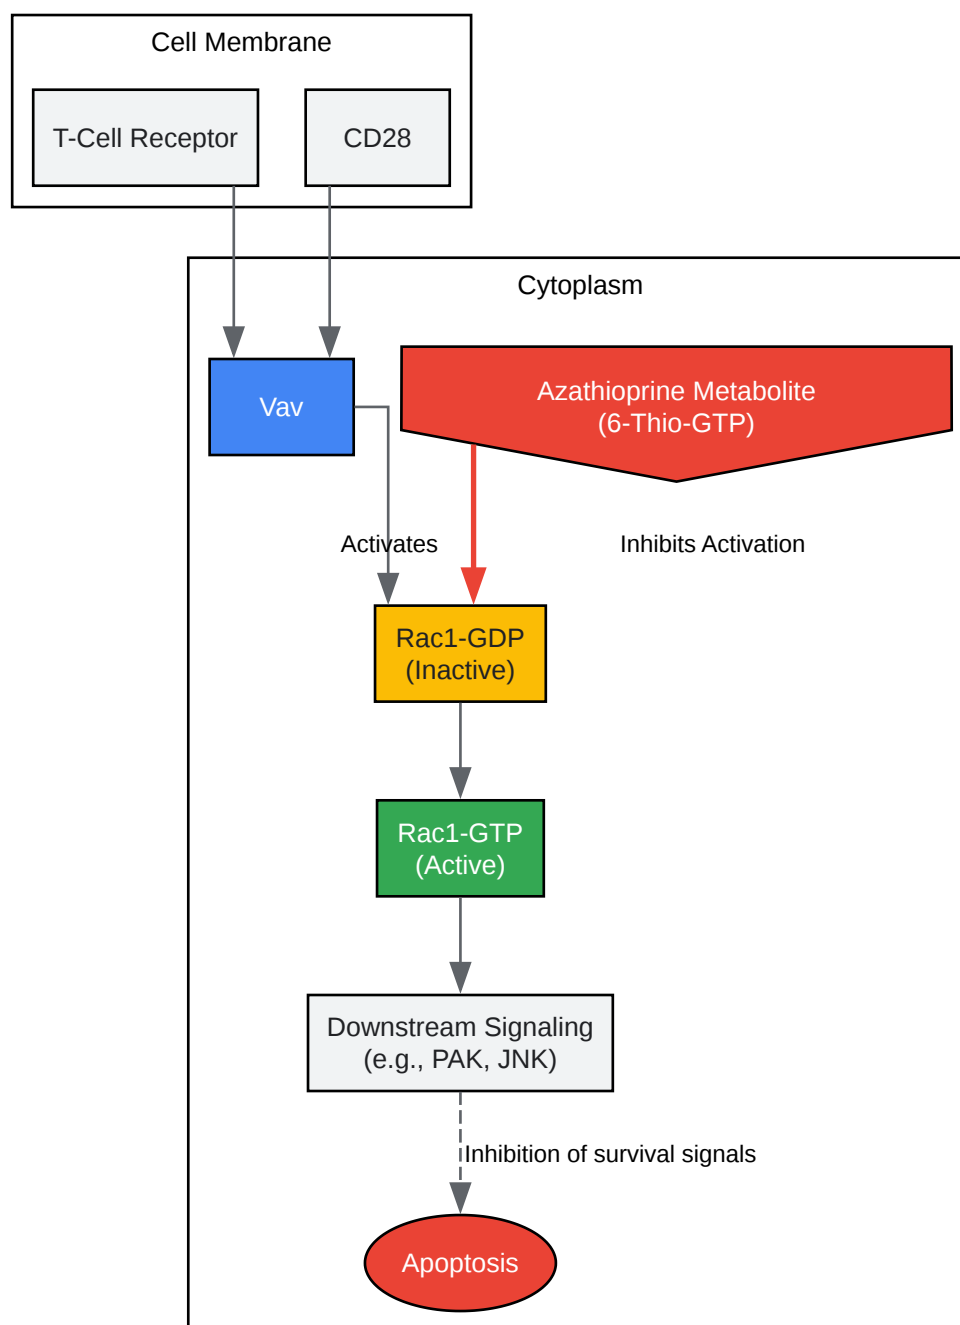 Cell Membrane
T-Cell Receptor
CD28
Cytoplasm
Vav
Azathioprine Metabolite
(6-Thio-GTP)
Activates
Inhibits Activation
Rac1-GDP
(Inactive)
Rac1-GTP
(Active)
Downstream Signaling
(e.g., PAK, JNK)
Inhibition of survival signals
Apoptosis